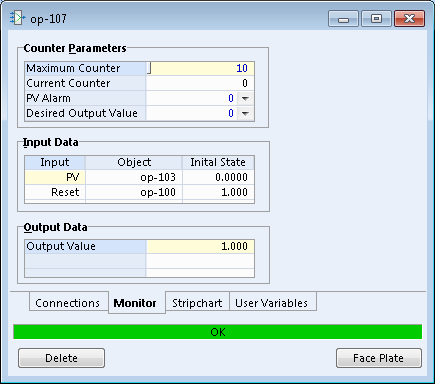 op-107
Counter Parameters
Maximum Counter 10
Current Counter 0
PV Alarm 0
Desired Output Value 0
Input Data
Input Object Inital State
PV op-103 0.0000
Reset op-100 1.000
Output Data
Output Value 1.000
Connections Monitor Stripchart User Variables
OK
Delete Face Plate